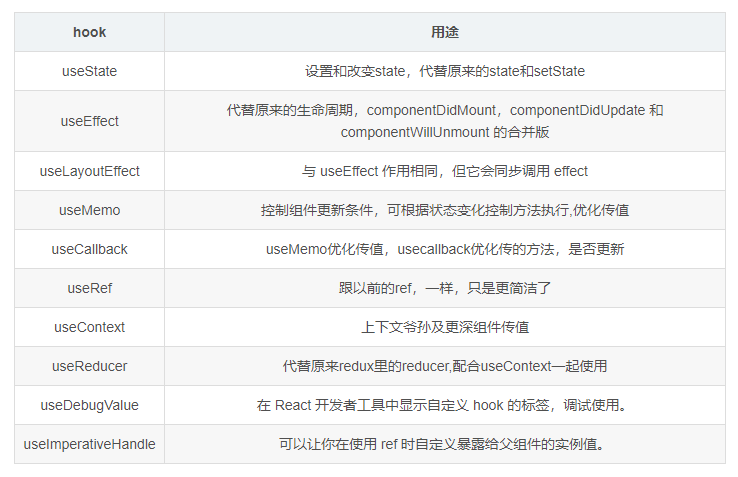 hook 用途
useState 设置和改变state，代替原来的state和setState
useEffect 代替原来的生命周期，componentDidMount，componentDidUpdate 和
componentWillUnmount 的合并版
useLayoutEffect 与 useEffect 作用相同，但它会同步调用 effect
useMemo 控制组件更新条件，可根据状态变化控制方法执行,优化传值
useCallback useMemo优化传值，usecallback优化传的方法，是否更新
useRef 跟以前的ref，一样，只是更简洁了
useContext 上下文爷孙及更深组件传值
useReducer 代替原来redux里的reducer,配合useContext一起使用
useDebugValue 在 React 开发者工具中显示自定义 hook 的标签，调试使用。
useImperativeHandle 可以让你在使用 ref 时自定义暴露给父组件的实例值。